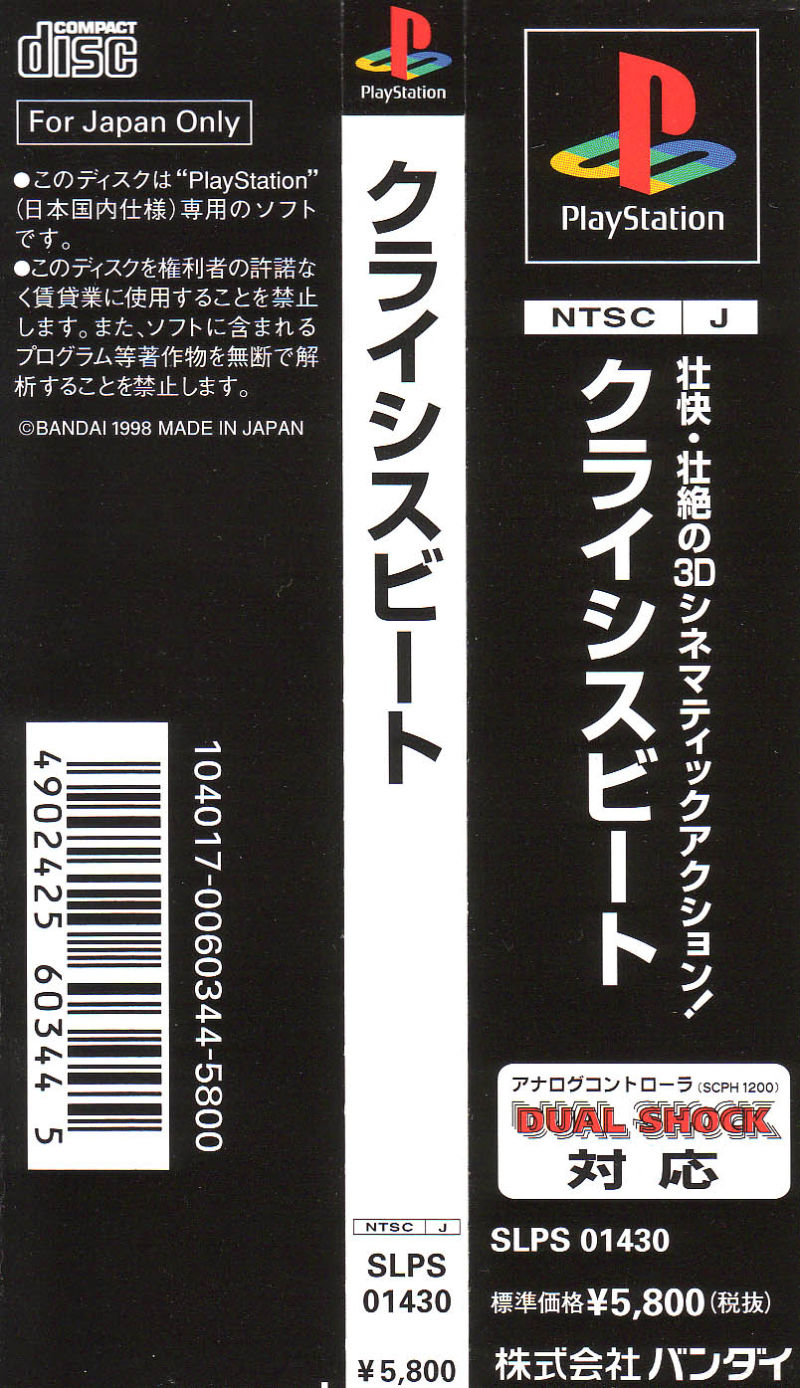 COMPACT
disc
For Japan Only
●このディスクは“PlayStation”
(日本国内仕様)専用のソフト
です。
●このディスクを権利者の許諾な
く賃貸業に使用することを禁止
します。また、ソフトに含まれる
プログラム等著作物を無断で解
析することを禁止します。
©BANDAI 1998 MADE IN JAPAN
104017-0060344-5800
4902425 60344 5
PlayStation
クライシスビート
NTSC J
SLPS
01430
¥5,800
PlayStation
NTSC J
壮快・壮絶の3Dシネマティックアクション!
クライシスビート
アナログコントローラ(SCPH 1200)
DUAL SHOCK
対応
SLPS 01430
標準価格¥5,800(税抜)
株式会社バンダイ